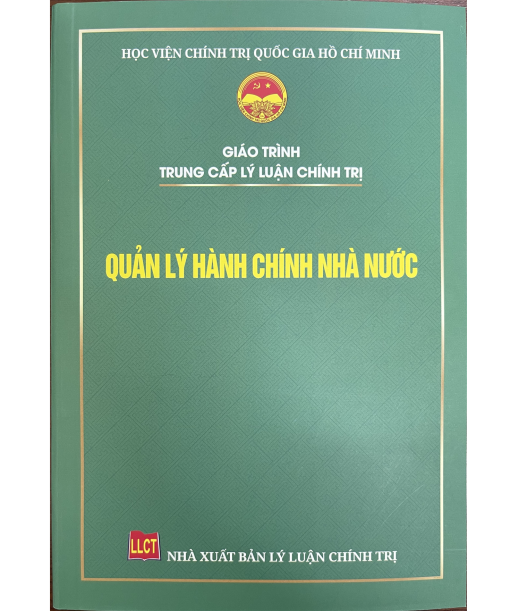 HỌC VIỆN CHÍNH TRỊ QUỐC GIA HỒ CHÍ MINH
GIÁO TRÌNH
TRUNG CẤP LÝ LUẬN CHÍNH TRỊ
QUẢN LÝ HÀNH CHÍNH NHÀ NƯỚC
LLCT
NHÀ XUẤT BẢN LÝ LUẬN CHÍNH TRỊ